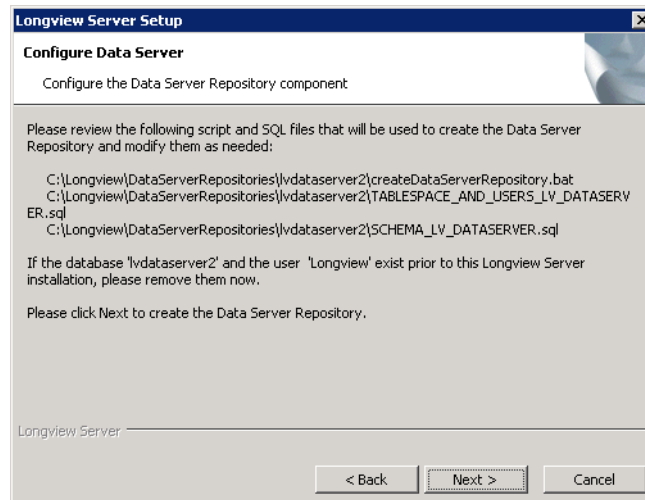 Longview Server Setup
Configure Data Server
Configure the Data Server Repository component
Please review the following script and SQL files that will be used to create the Data Server
Repository and modify them as needed:
C:\Longview\DataServerRepositories\lvdataserver2\createDataServerRepository.bat
C:\Longview\DataServerRepositories\lvdataserver2\TABLESPACE_AND_USERS_LV_DATASERV
ER.sql
C:\Longview\DataServerRepositories\lvdataserver2\SCHEMA_LV_DATASERVER.sql
If the database 'lvdataserver2' and the user 'Longview' exist prior to this Longview Server
installation, please remove them now.
Please click Next to create the Data Server Repository.
Longview Server
< Back
Next >
Cancel